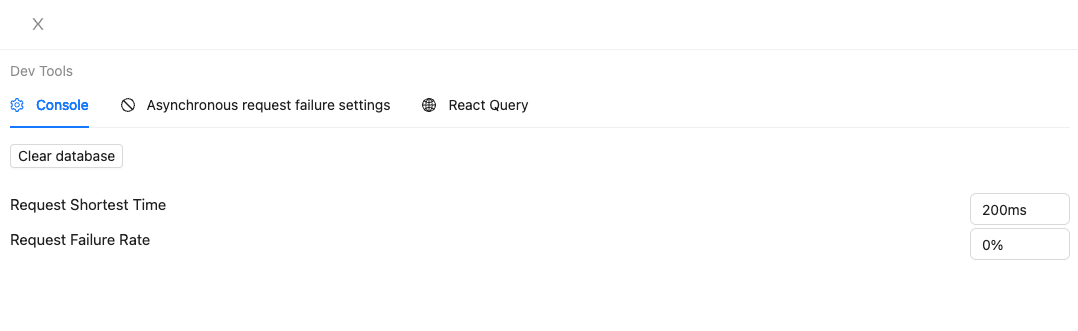 X
Dev Tools
Console Asynchronous request failure settings React Query
Clear database
Request Shortest Time 200ms
Request Failure Rate 0%